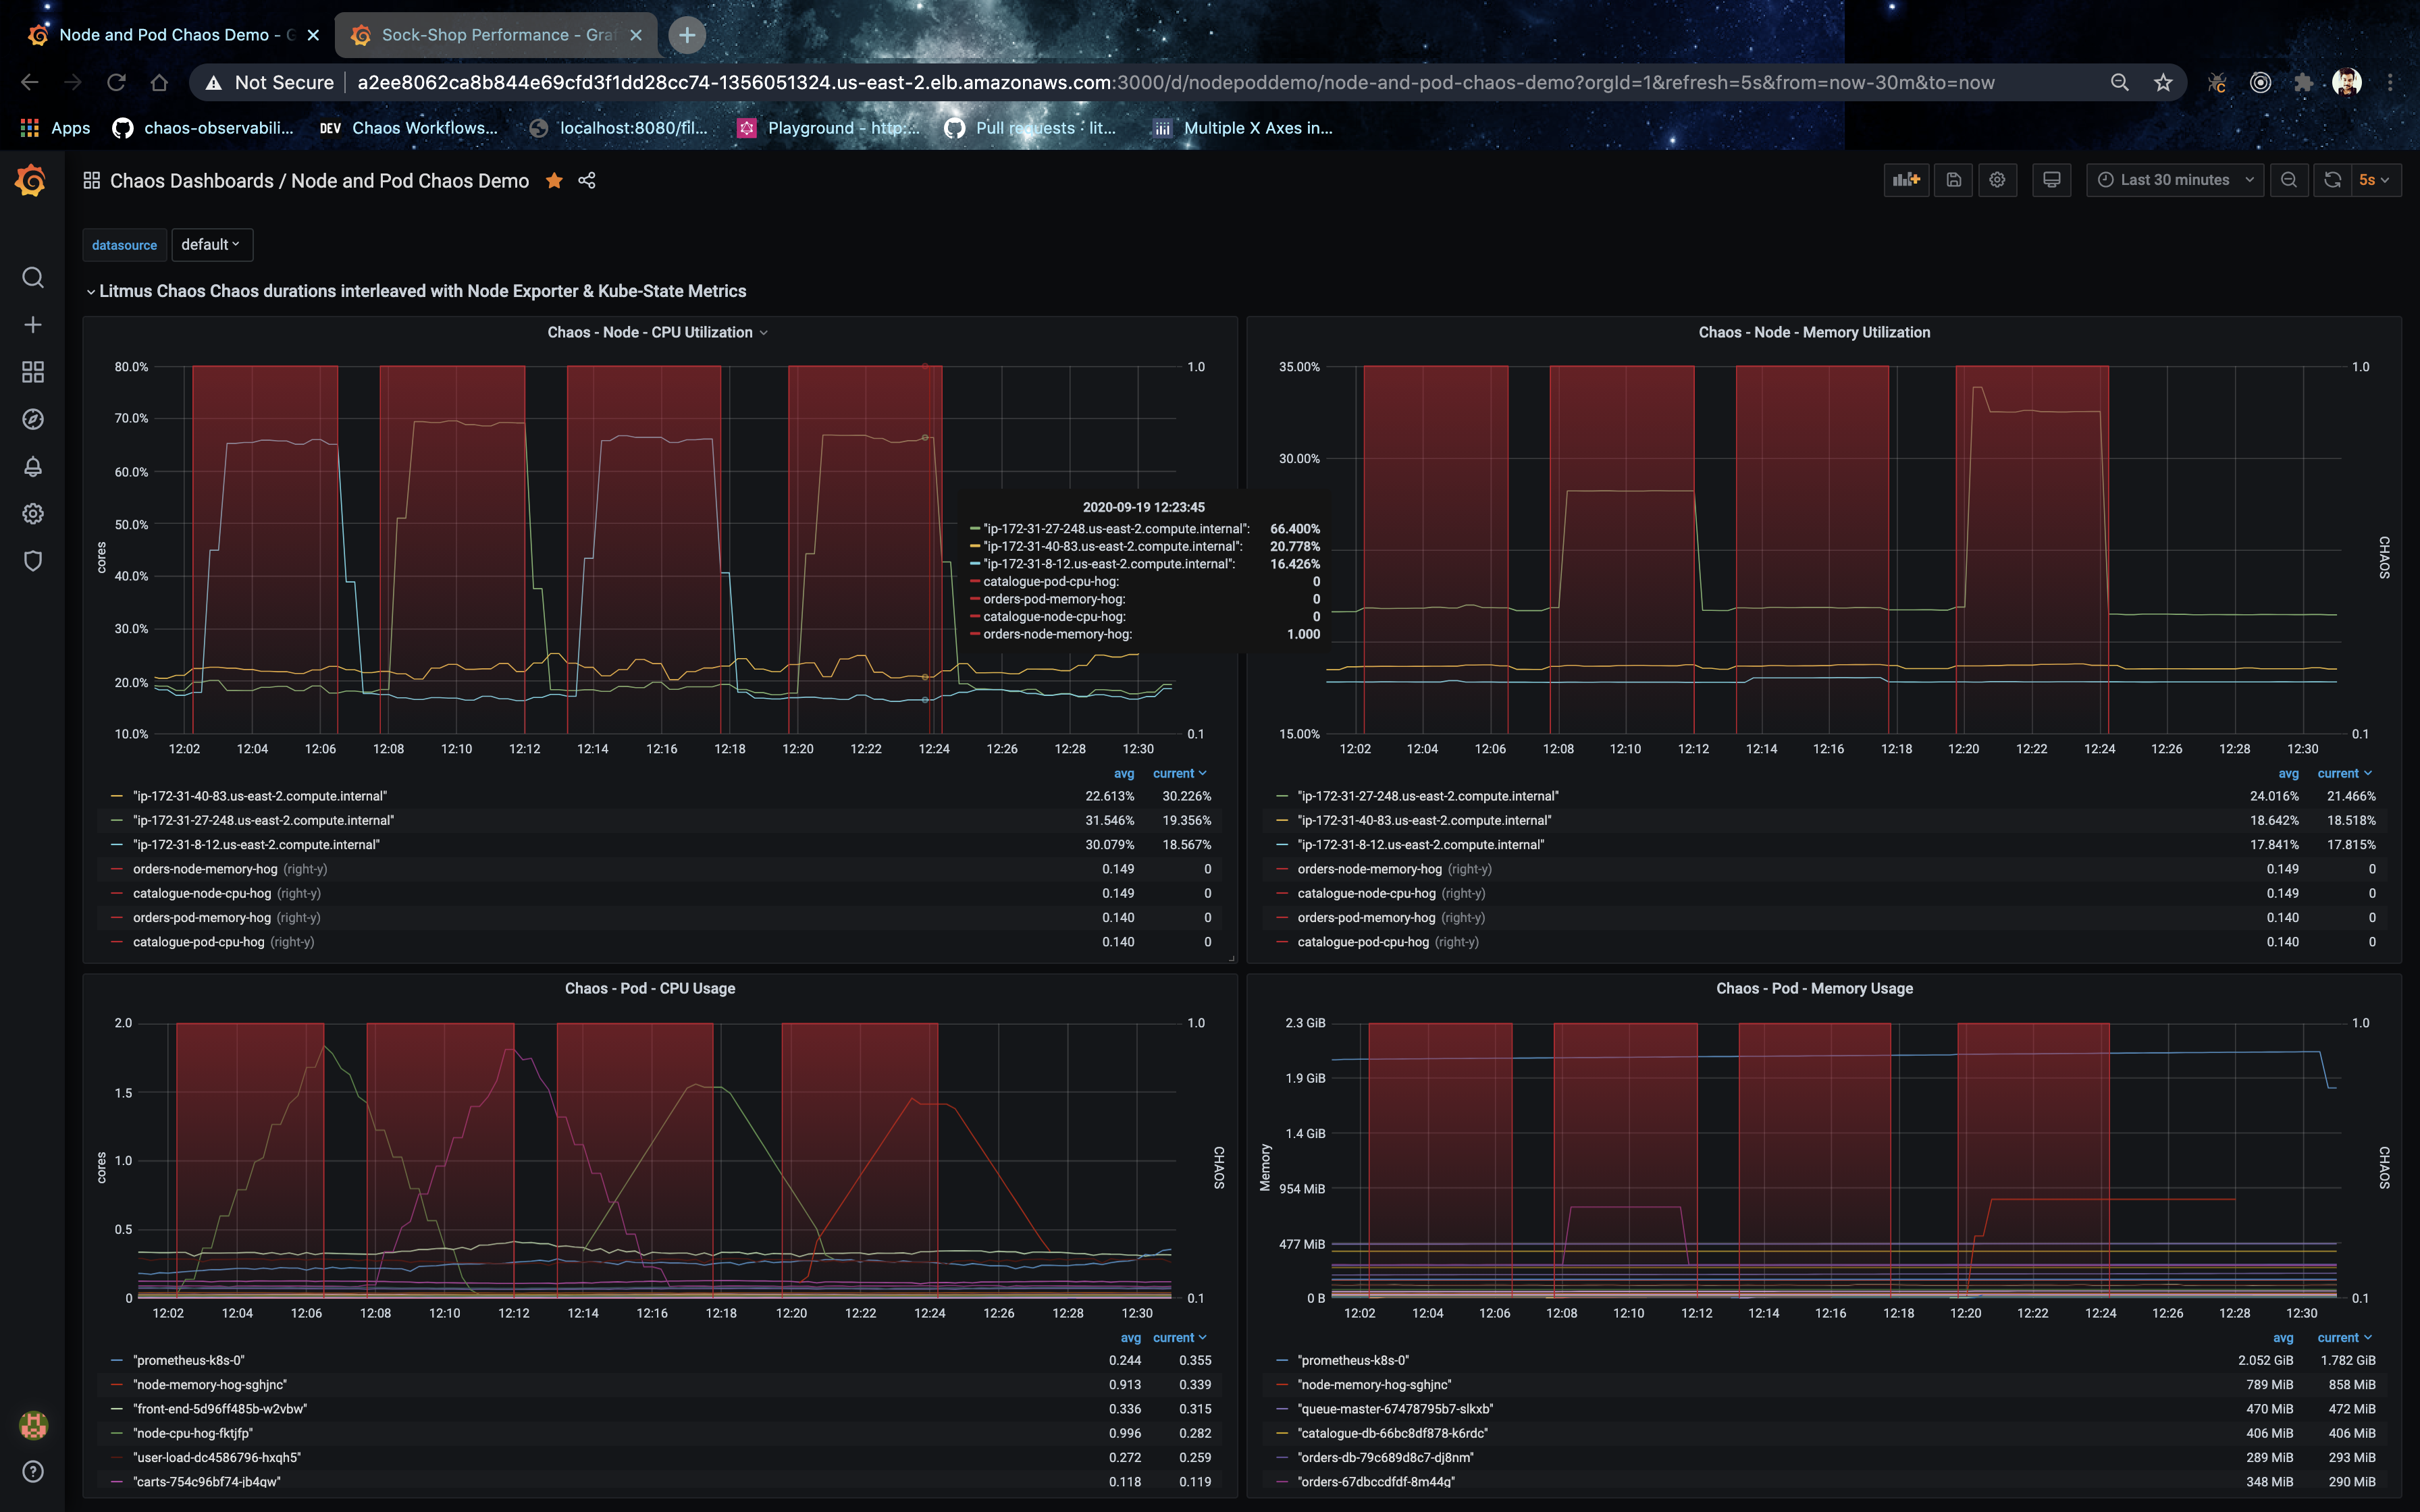 Node and Pod Chaos Demo - G
Sock-Shop Performance - Graf
Not Secure
a2ee8062ca8b844e69cfd3f1dd28cc74-1356051324.us-east-2.elb.amazonaws.com:3000/d/nodepoddemo/node-and-pod-chaos-demo?orgId=1&refresh=5s&from=now-30m&to=now
Apps
chaos-observabili...
DEV Chaos Workflows...
localhost:8080/fil...
Playground - http:...
Pull requests · lit...
Multiple X Axes in...
Chaos Dashboards / Node and Pod Chaos Demo
Last 30 minutes
5s
datasource
default
Litmus Chaos Chaos durations interleaved with Node Exporter & Kube-State Metrics
Chaos - Node - CPU Utilization
80.0%
70.0%
60.0%
50.0%
40.0%
30.0%
20.0%
10.0%
cores
1.0
0.1
12:02 12:04 12:06 12:08 12:10 12:12 12:14 12:16 12:18 12:20 12:22 12:24 12:26 12:28 12:30
2020-09-19 12:23:45
"ip-172-31-27-248.us-east-2.compute.internal": 66.400%
"ip-172-31-40-83.us-east-2.compute.internal": 20.778%
"ip-172-31-8-12.us-east-2.compute.internal": 16.426%
catalogue-pod-cpu-hog: 0
orders-pod-memory-hog: 0
catalogue-node-cpu-hog: 0
orders-node-memory-hog: 1.000
avg current
"ip-172-31-40-83.us-east-2.compute.internal" 22.613% 30.226%
"ip-172-31-27-248.us-east-2.compute.internal" 31.546% 19.356%
"ip-172-31-8-12.us-east-2.compute.internal" 30.079% 18.567%
orders-node-memory-hog (right-y) 0.149 0
catalogue-node-cpu-hog (right-y) 0.149 0
orders-pod-memory-hog (right-y) 0.140 0
catalogue-pod-cpu-hog (right-y) 0.140 0
Chaos - Node - Memory Utilization
35.00%
30.00%
15.00%
1.0
0.1
CHAOS
12:02 12:04 12:06 12:08 12:10 12:12 12:14 12:16 12:18 12:20 12:22 12:24 12:26 12:28 12:30
avg current
"ip-172-31-27-248.us-east-2.compute.internal" 24.016% 21.466%
"ip-172-31-40-83.us-east-2.compute.internal" 18.642% 18.518%
"ip-172-31-8-12.us-east-2.compute.internal" 17.841% 17.815%
orders-node-memory-hog (right-y) 0.149 0
catalogue-node-cpu-hog (right-y) 0.149 0
orders-pod-memory-hog (right-y) 0.140 0
catalogue-pod-cpu-hog (right-y) 0.140 0
Chaos - Pod - CPU Usage
2.0
1.5
1.0
0.5
0
cores
1.0
0.1
CHAOS
12:02 12:04 12:06 12:08 12:10 12:12 12:14 12:16 12:18 12:20 12:22 12:24 12:26 12:28 12:30
avg current
"prometheus-k8s-0" 0.244 0.355
"node-memory-hog-sghjnc" 0.913 0.339
"front-end-5d96ff485b-w2vbw" 0.336 0.315
"node-cpu-hog-fktjfp" 0.996 0.282
"user-load-dc4586796-hxqh5" 0.272 0.259
"carts-754c96bf74-jb4qw" 0.118 0.119
Chaos - Pod - Memory Usage
2.3 GiB
1.9 GiB
1.4 GiB
954 MiB
477 MiB
0 B
Memory
1.0
0.1
CHAOS
12:02 12:04 12:06 12:08 12:10 12:12 12:14 12:16 12:18 12:20 12:22 12:24 12:26 12:28 12:30
avg current
"prometheus-k8s-0" 2.052 GiB 1.782 GiB
"node-memory-hog-sghjnc" 789 MiB 858 MiB
"queue-master-67478795b7-slkxb" 470 MiB 472 MiB
"catalogue-db-66bc8df878-k6rdc" 406 MiB 406 MiB
"orders-db-79c689d8c7-dj8nm" 289 MiB 293 MiB
"orders-67dbccdfdf-8m44g" 348 MiB 290 MiB